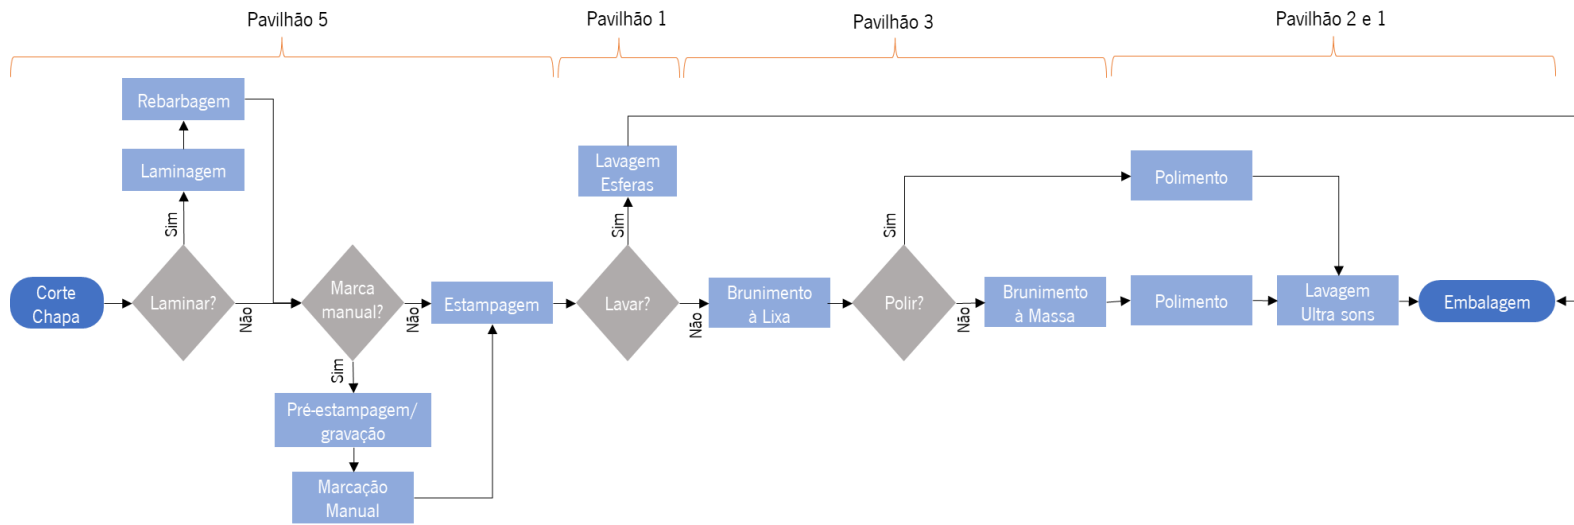 Pavilhão 5
Pavilhão 1
Pavilhão 3
Pavilhão 2 e 1
Rebarbagem
Laminagem
Sim
Corte
Chapa
Laminar?
Não
Marca
manual?
Não
Sim
Pré-estampagem/
gravação
Marcação
Manual
Estampagem
Lavagem
Esferas
Sim
Lavar?
Não
Brunimento
à Lixa
Sim
Polir?
Não
Polimento
Brunimento
à Massa
Polimento
Lavagem
Ultra sons
Embalagem